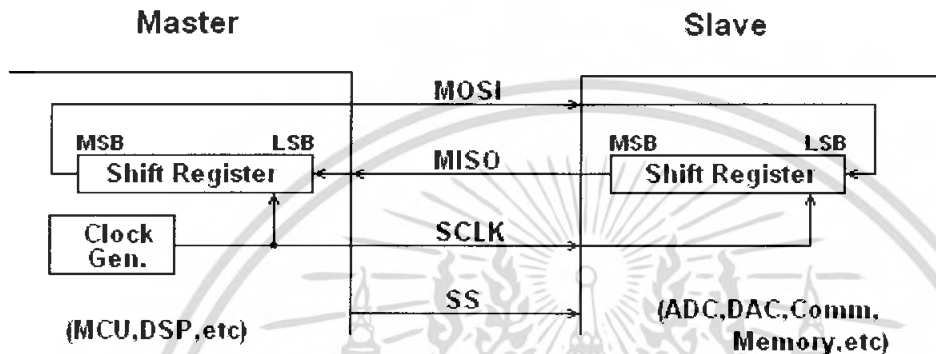 Master
Slave
MOSI
MSB
LSB
Shift Register
MISO
MSB
LSB
Shift Register
Clock
Gen.
SCLK
SS
(MCU,DSP,etc)
(ADC,DAC,Comm,
Memory,etc)